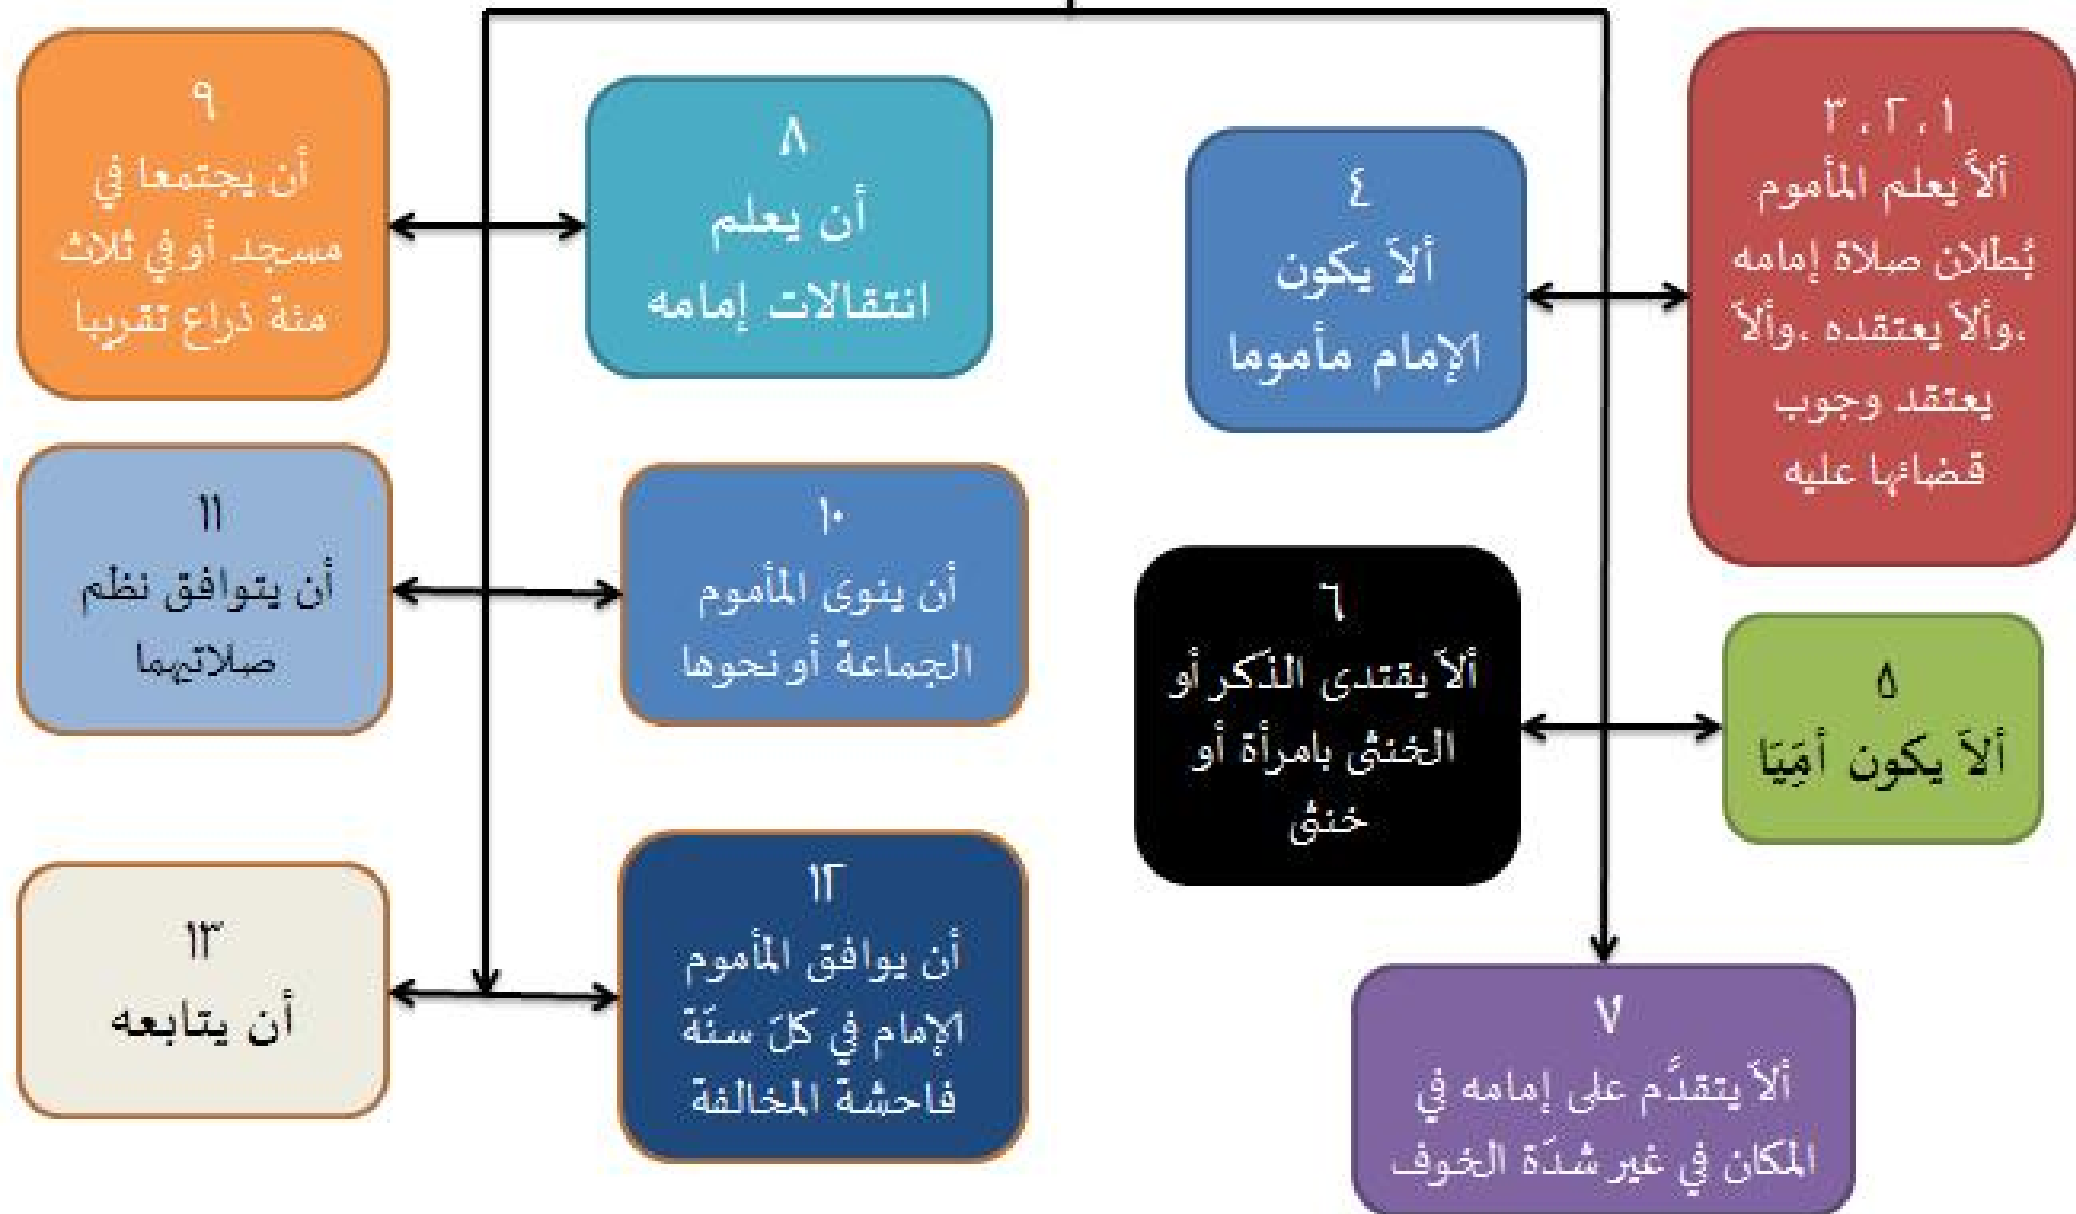 ١ ، ٢ ، ٣
ألاّ يعلم المأموم
بُطلان صلاة إمامه
،وألاّ يعتقده ،وألاّ
يعتقد وجوب
قضائها عليه
٤
ألاّ يكون
الإمام مأموما
٥
ألاّ يكون أمِّيَا
٦
ألاّ يقتدى الذكر أو
الخنثى بامرأة أو
خنثى
٧
ألاّ يتقدَّم على إمامه في
المكان في غير شدَة الخوف
٨
أن يعلم
انتقالات إمامه
٩
أن يجتمعا في
مسجد أو في ثلاث
مئة ذراع تقريبا
١٠
أن ينوى المأموم
الجماعة أو نحوها
١١
أن يتوافق نظم
صلاتهما
١٢
أن يوافق المأموم
الإمام في كلَ سنَة
فاحشة المخالفة
١٣
أن يتابعه